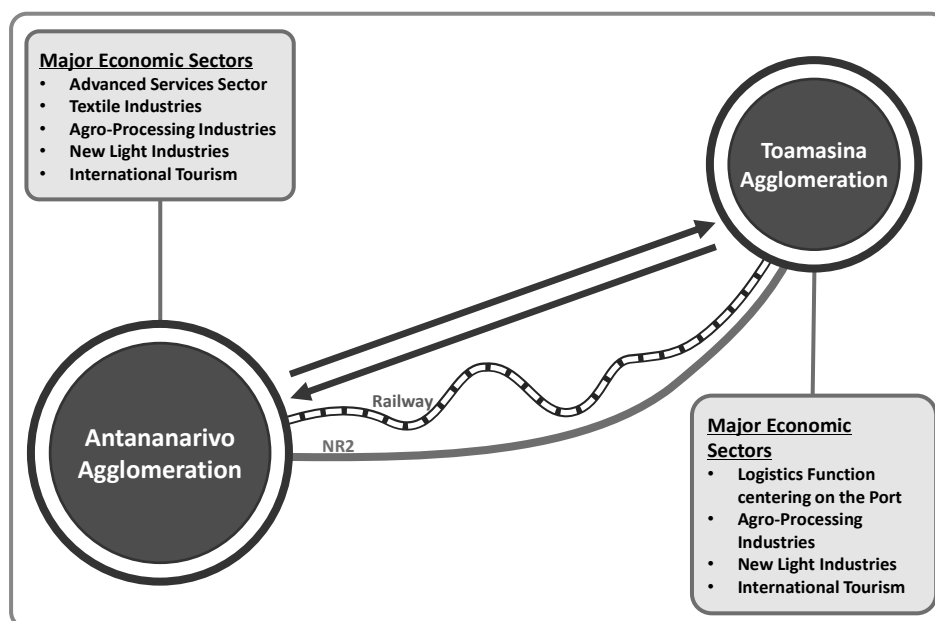 Major Economic Sectors
• Advanced Services Sector
• Textile Industries
• Agro-Processing Industries
• New Light Industries
• International Tourism
Toamasina
Agglomeration
Railway
NR2
Antananarivo
Agglomeration
Major Economic
Sectors
• Logistics Function
centering on the Port
• Agro-Processing
Industries
• New Light Industries
• International Tourism